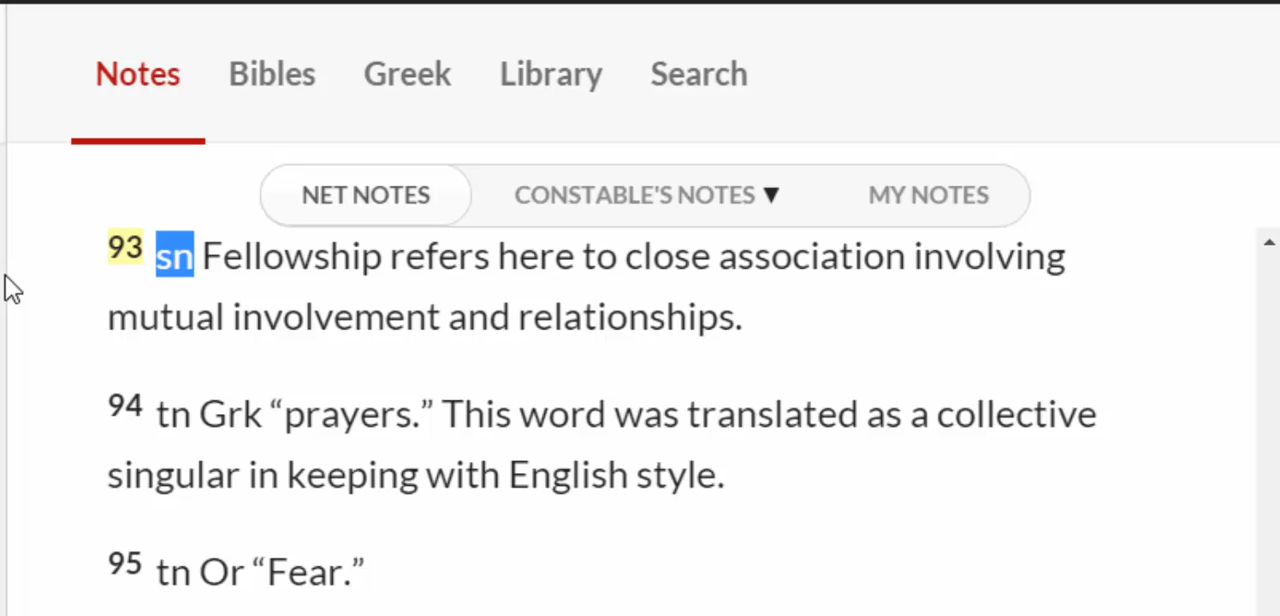 Notes Bibles Greek Library Search
NET NOTES CONSTABLE'S NOTES ▼ MY NOTES
93 sn Fellowship refers here to close association involving
mutual involvement and relationships.
94 tn Grk “prayers.” This word was translated as a collective
singular in keeping with English style.
95 tn Or “Fear.”